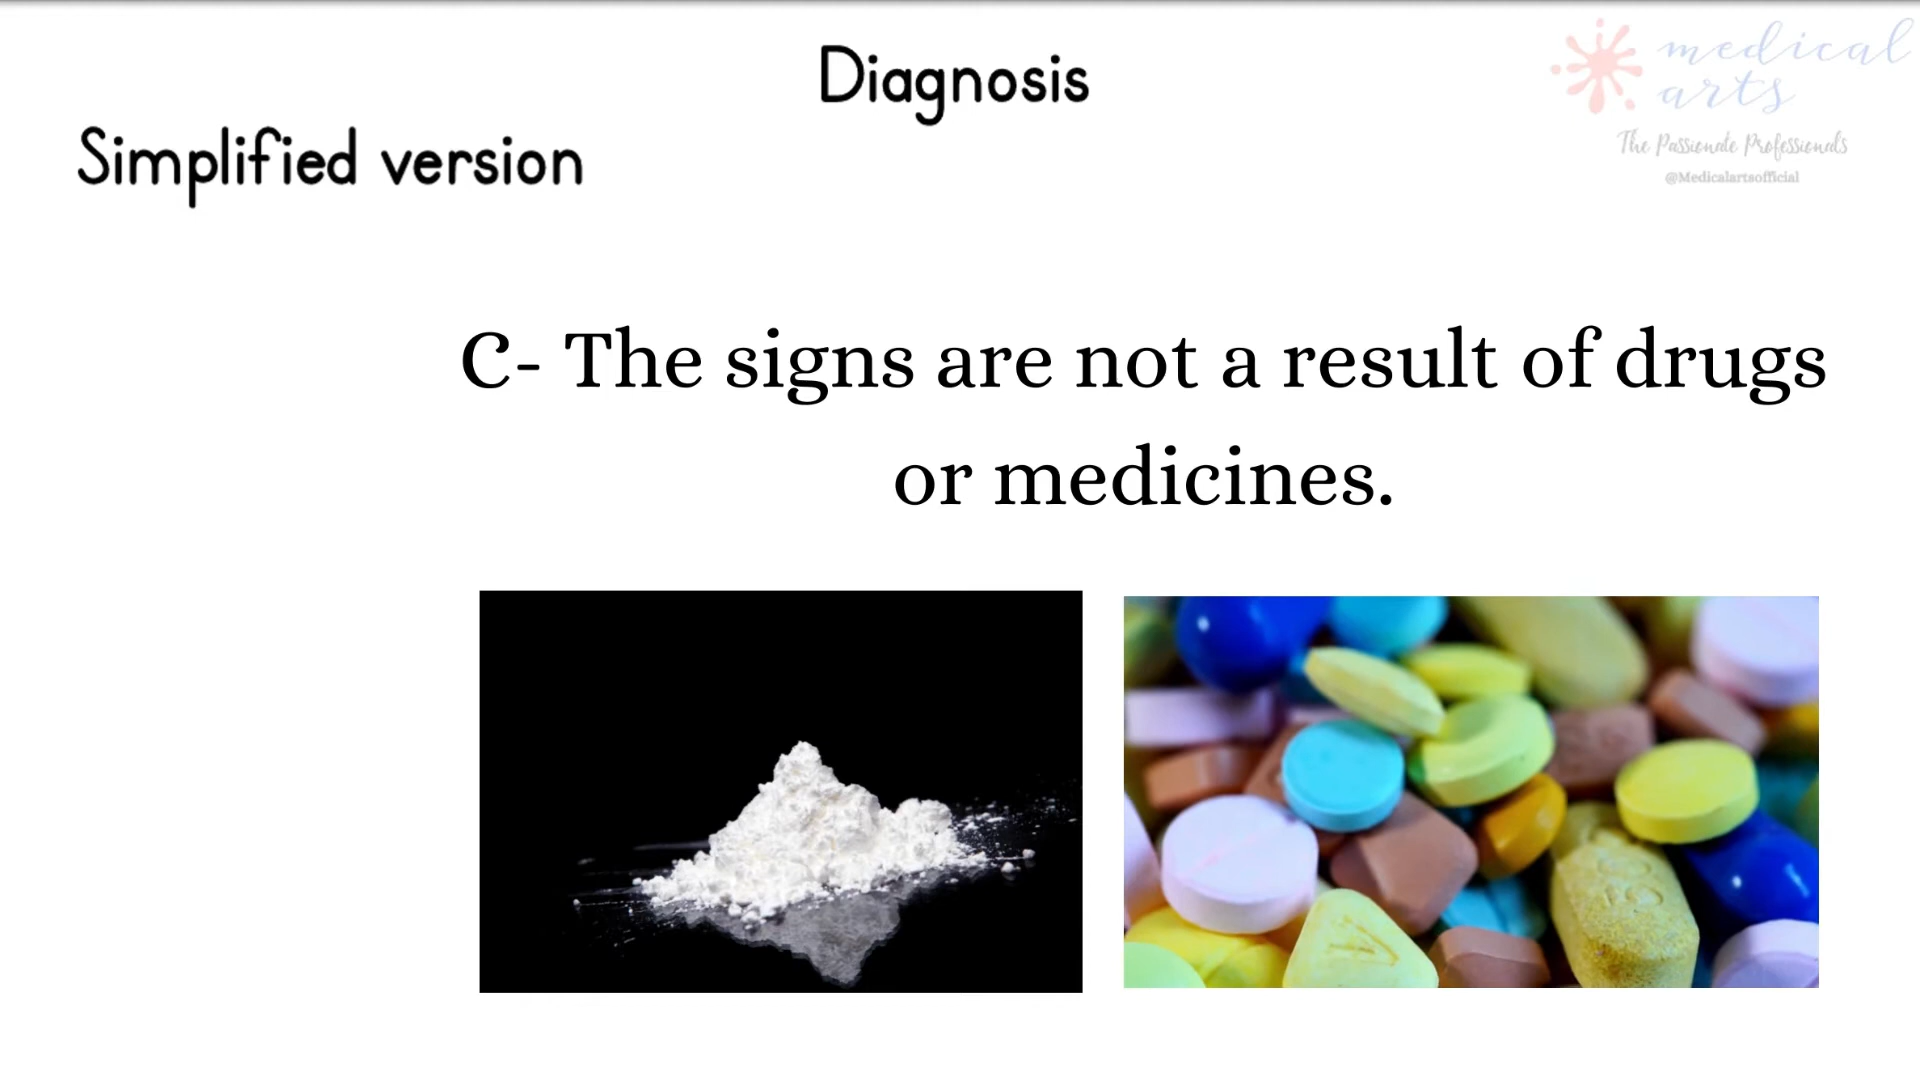 Diagnosis
medical
arts
The Passionate Professionals
@Medicalartsofficial
Simplified version
C- The signs are not a result of drugs
or medicines.